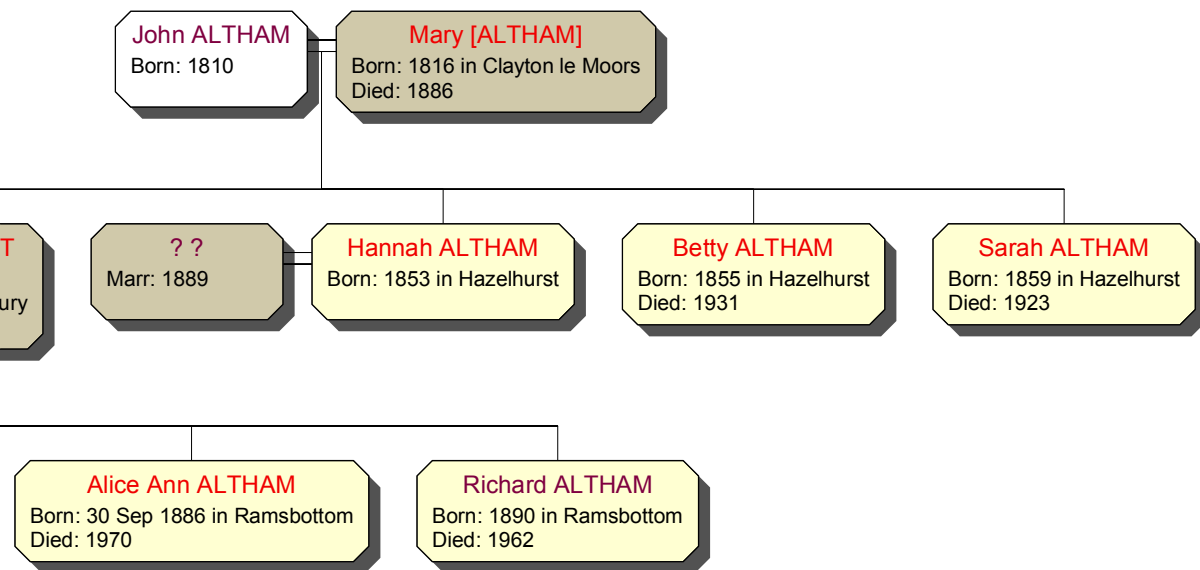 John ALTHAM
Born: 1810
Mary [ALTHAM]
Born: 1816 in Clayton le Moors
Died: 1886
? ?
Marr: 1889
Hannah ALTHAM
Born: 1853 in Hazelhurst
Betty ALTHAM
Born: 1855 in Hazelhurst
Died: 1931
Sarah ALTHAM
Born: 1859 in Hazelhurst
Died: 1923
Alice Ann ALTHAM
Born: 30 Sep 1886 in Ramsbottom
Died: 1970
Richard ALTHAM
Born: 1890 in Ramsbottom
Died: 1962